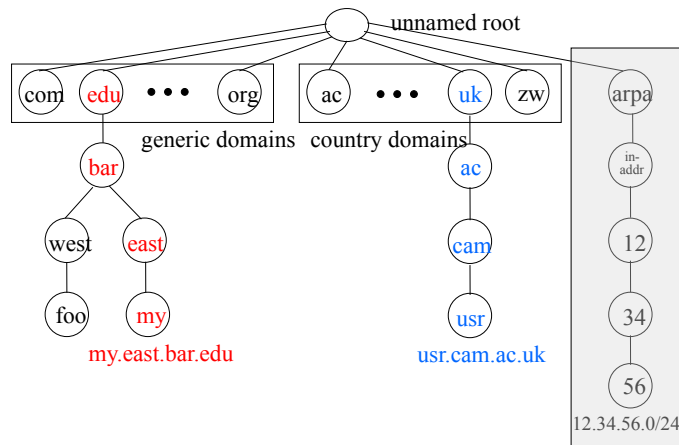 unnamed root
com edu ••• org ac ••• uk zw arpa
generic domains country domains
bar ac in-
addr
west east cam 12
foo my usr 34
my.east.bar.edu usr.cam.ac.uk
56
12.34.56.0/24